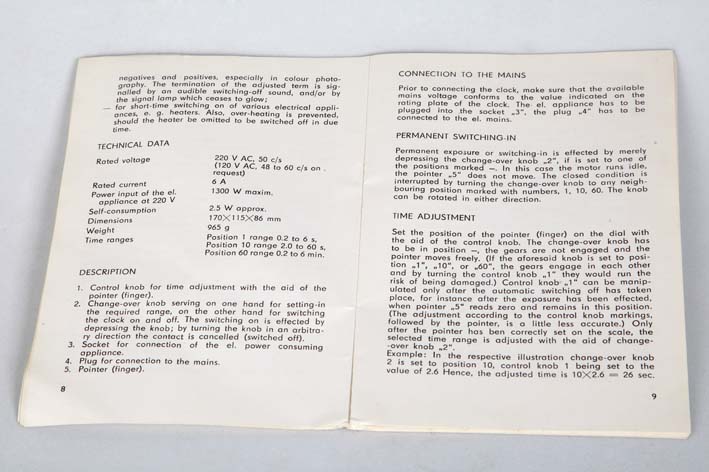 negatives and positives, especially in colour photo-
graphy. The termination of the adjusted term is sig-
nalled by an audible switching-off sound, and/or by
the signal lamp which ceases to glow;
— for short-time switching on of various electrical appli-
ances, e. g. heaters. Also, over-heating is prevented,
should the heater be omitted to be switched off in due
time.
TECHNICAL DATA
Rated voltage 220 V AC, 50 c/s
(120 V AC, 48 to 60 c/s on
request)
Rated current 6 A
Power input of the el. 1300 W maxim.
appliance at 220 V
Self-consumption 2.5 W approx.
Dimensions 170×115×86 mm
Weight 965 g
Time ranges Position 1 range 0.2 to 6 s,
Position 10 range 2.0 to 60 s,
Position 60 range 0.2 to 6 min.
DESCRIPTION
1. Control knob for time adjustment with the aid of the
pointer (finger).
2. Change-over knob serving on one hand for setting-in
the required range, on the other hand for switching
the clock on and off. The switching on is effected by
depressing the knob; by turning the knob in an arbitra-
ry direction the contact is cancelled (switched off).
3. Socket for connection of the el. power consuming
appliance.
4. Plug for connection to the mains.
5. Pointer (finger).
8
CONNECTION TO THE MAINS
Prior to connecting the clock, make sure that the available
mains voltage conforms to the value indicated on the
rating plate of the clock. The el. appliance has to be
plugged into the socket „3", the plug „4" has to be
connected to the el. mains.
PERMANENT SWITCHING-IN
Permanent exposure or switching-in is effected by merely
depressing the change-over knob „2", if is set to one of
the positions marked —. In this case the motor runs idle,
the pointer „5" does not move. The closed condition is
interrupted by turning the change-over knob to any neigh-
bouring position marked with numbers, 1, 10, 60. The knob
can be rotated in either direction.
TIME ADJUSTMENT
Set the position of the pointer (finger) on the dial with
the aid of the control knob. The change-over knob has
to be in position —, the gears are not engaged and the
pointer moves freely. (If the aforesaid knob is set to posi-
tion „1", „10", or „60", the gears engage in each other
and by turning the control knob „1" they would run the
risk of being damaged.) Control knob „1" can be manip-
ulated only after the automatic switching off has taken
place, for instance after the exposure has been effected,
when pointer „5" reads zero and remains in this position.
(The adjustment according to the control knob markings,
followed by the pointer, is a little less accurate.) Only
after the pointer has ben correctly set on the scale, the
selected time range is adjusted with the aid of change-
-over knob „2".
Example: In the respective illustration change-over knob
2 is set to position 10, control knob 1 being set to the
value of 2.6 Hence, the adjusted time is 10×2.6 = 26 sec.
9